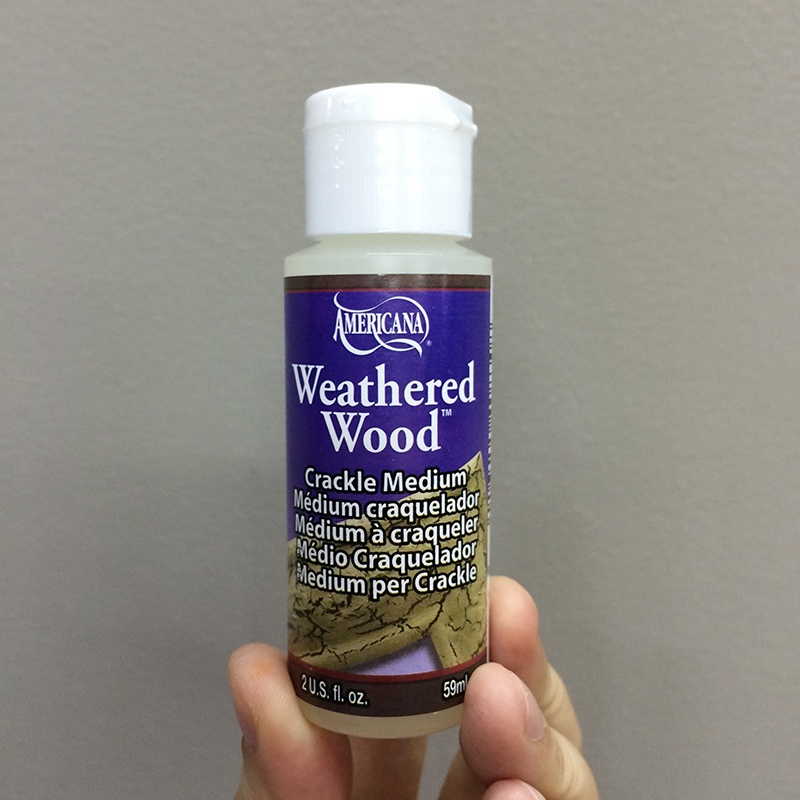 AMERICANA®
Weathered
Wood™
Crackle Medium
Médium craquelador
Médium à craqueler
Médio Craquelador
Medium per Crackle
2 U.S. fl. oz. 59ml